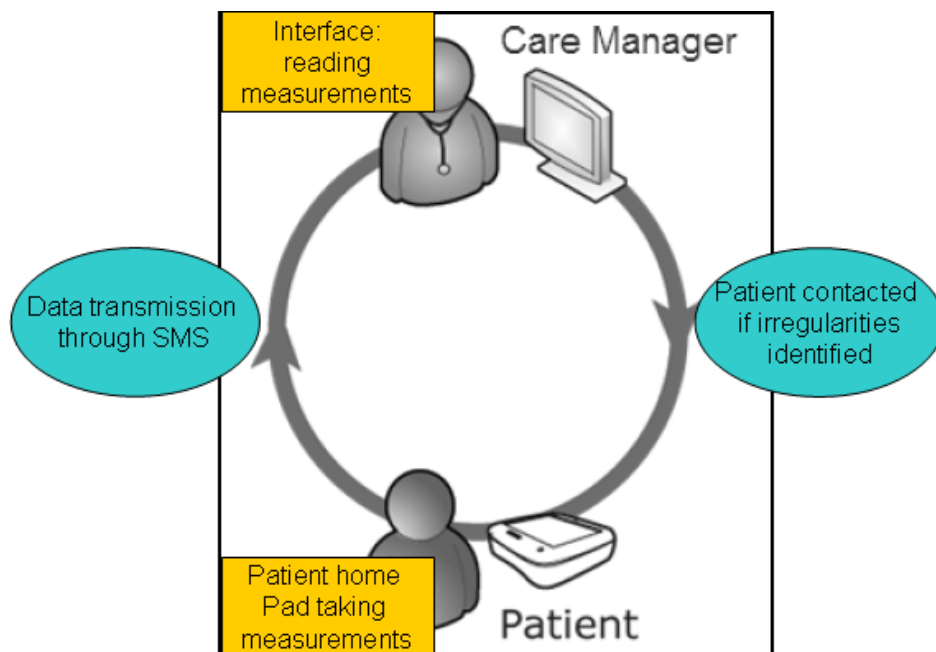 Interface:
reading
measurements
Care Manager
Data transmission
through SMS
Patient contacted
if irregularities
identified
Patient home
Pad taking
measurements
Patient